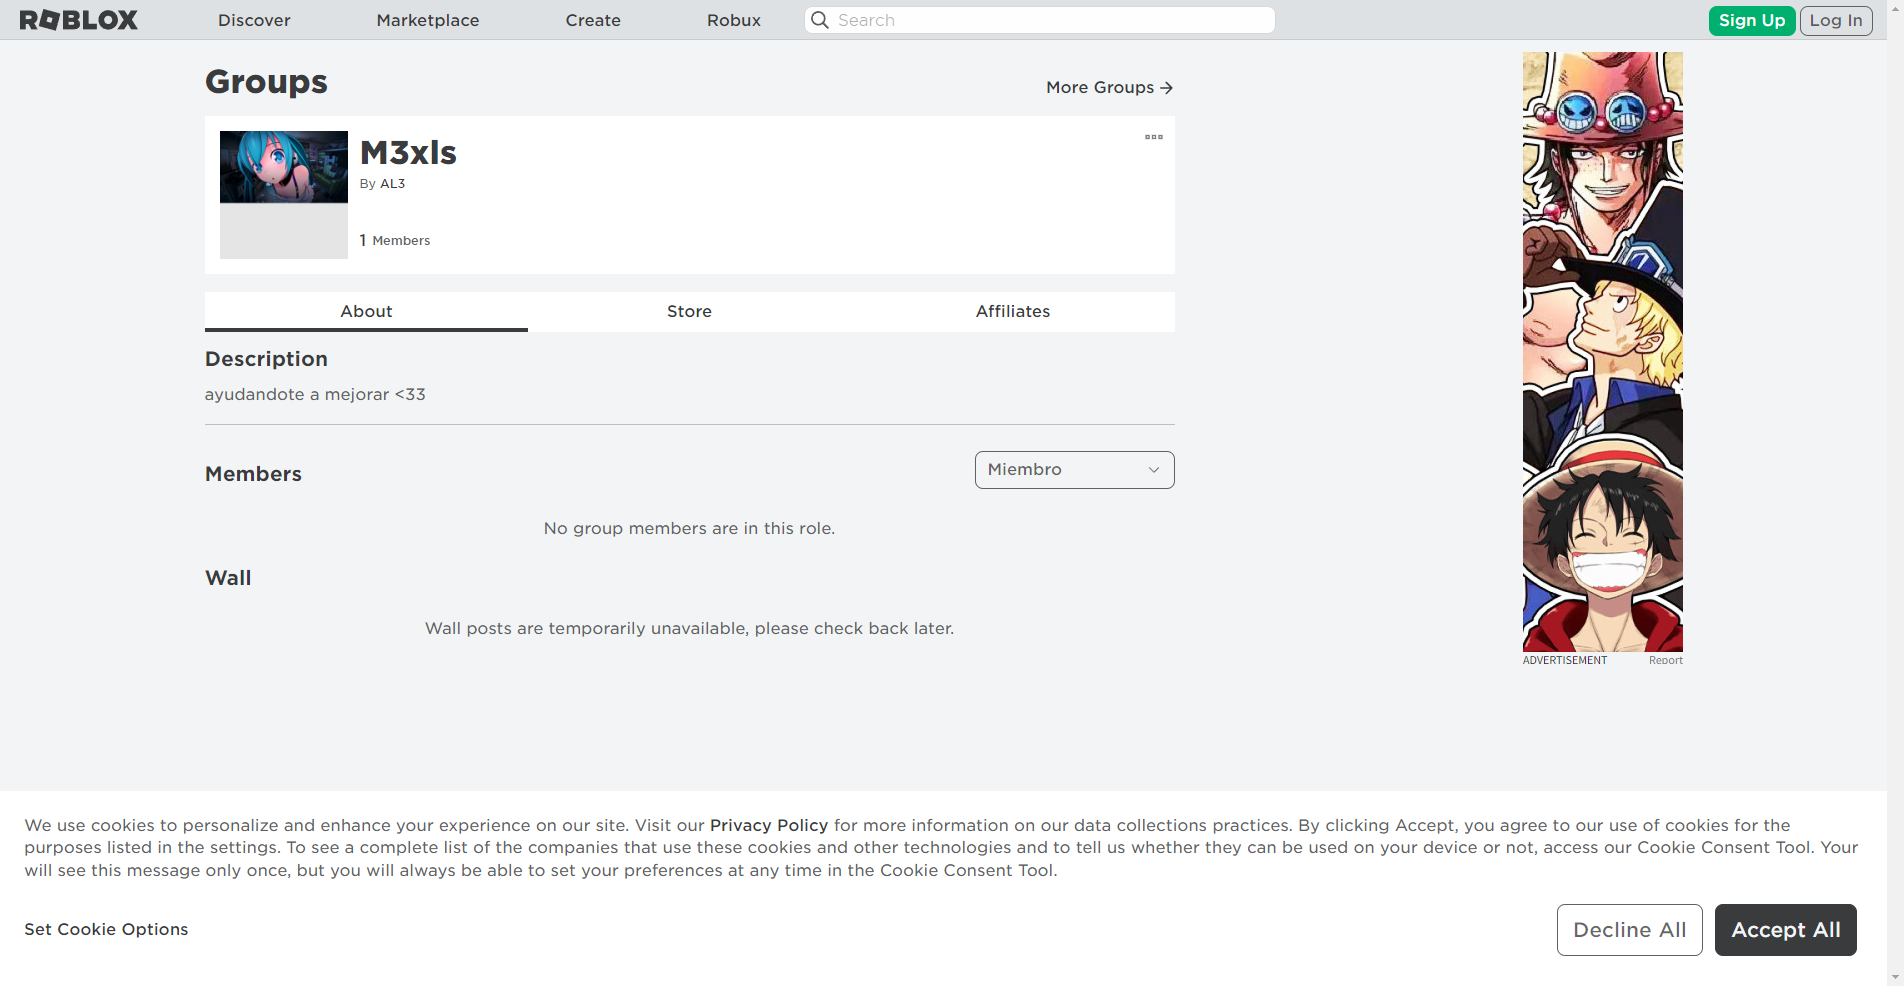 ROBLOX
Discover
Marketplace
Create
Robux
Search
Sign Up
Log In
Groups
More Groups
M3xls
By AL3
1 Members
About
Store
Affiliates
Description
ayudandote a mejorar <33
Members
Miembro
No group members are in this role.
Wall
Wall posts are temporarily unavailable, please check back later.
ADVERTISEMENT
Report
We use cookies to personalize and enhance your experience on our site. Visit our Privacy Policy for more information on our data collections practices. By clicking Accept, you agree to our use of cookies for the
purposes listed in the settings. To see a complete list of the companies that use these cookies and other technologies and to tell us whether they can be used on your device or not, access our Cookie Consent Tool. Your
will see this message only once, but you will always be able to set your preferences at any time in the Cookie Consent Tool.
Set Cookie Options
Decline All
Accept All